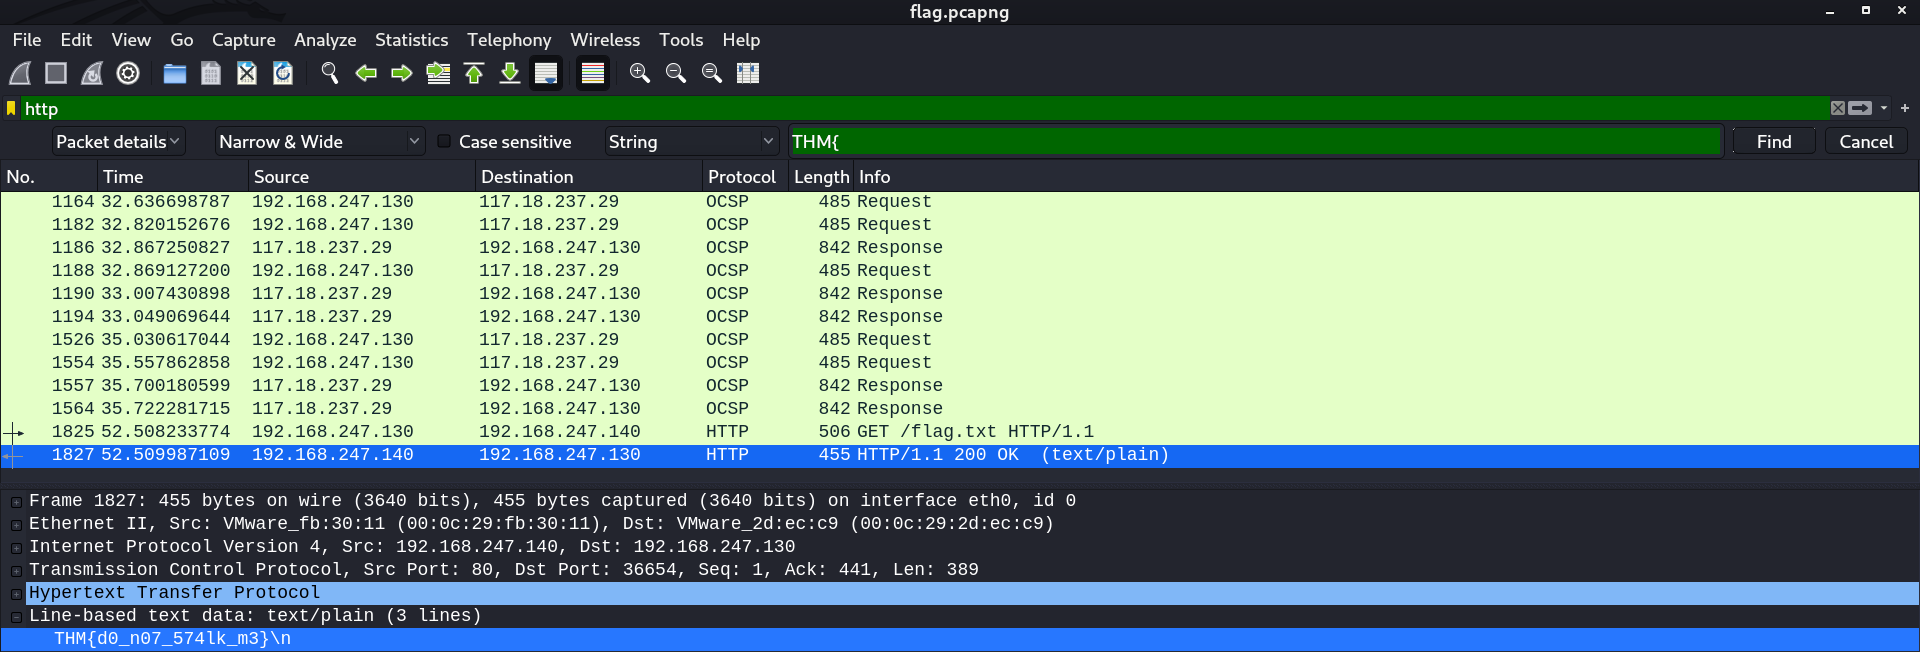 flag.pcapng
File Edit View Go Capture Analyze Statistics Telephony Wireless Tools Help
http
Packet details Narrow & Wide Case sensitive String THM{ Find Cancel
No. Time Source Destination Protocol Length Info
1164 32.636698787 192.168.247.130 117.18.237.29 OCSP 485 Request
1182 32.820152676 192.168.247.130 117.18.237.29 OCSP 485 Request
1186 32.867250827 117.18.237.29 192.168.247.130 OCSP 842 Response
1188 32.869127200 192.168.247.130 117.18.237.29 OCSP 485 Request
1190 33.007430898 117.18.237.29 192.168.247.130 OCSP 842 Response
1194 33.049069644 117.18.237.29 192.168.247.130 OCSP 842 Response
1526 35.030617044 192.168.247.130 117.18.237.29 OCSP 485 Request
1554 35.557862858 192.168.247.130 117.18.237.29 OCSP 485 Request
1557 35.700180599 117.18.237.29 192.168.247.130 OCSP 842 Response
1564 35.722281715 117.18.237.29 192.168.247.130 OCSP 842 Response
1825 52.508233774 192.168.247.130 192.168.247.140 HTTP 506 GET /flag.txt HTTP/1.1
1827 52.509987109 192.168.247.140 192.168.247.130 HTTP 455 HTTP/1.1 200 OK (text/plain)
Frame 1827: 455 bytes on wire (3640 bits), 455 bytes captured (3640 bits) on interface eth0, id 0
Ethernet II, Src: VMware_fb:30:11 (00:0c:29:fb:30:11), Dst: VMware_2d:ec:c9 (00:0c:29:2d:ec:c9)
Internet Protocol Version 4, Src: 192.168.247.140, Dst: 192.168.247.130
Transmission Control Protocol, Src Port: 80, Dst Port: 36654, Seq: 1, Ack: 441, Len: 389
Hypertext Transfer Protocol
Line-based text data: text/plain (3 lines)
THM{d0_n07_574lk_m3}\n